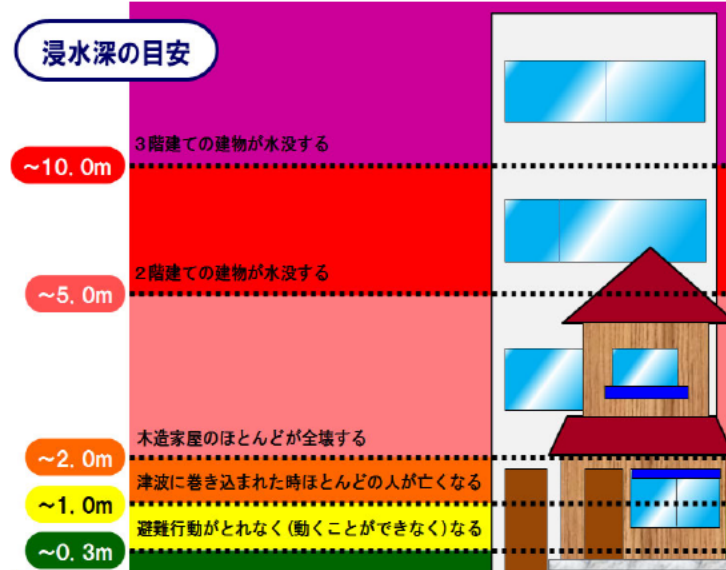 浸水深の目安
3階建ての建物が水没する
~10.0m
2階建ての建物が水没する
~5.0m
木造家屋のほとんどが全壊する
~2.0m
津波に巻き込まれた時ほとんどの人が亡くなる
~1.0m
避難行動がとれなく(動くことができなく)なる
~0.3m